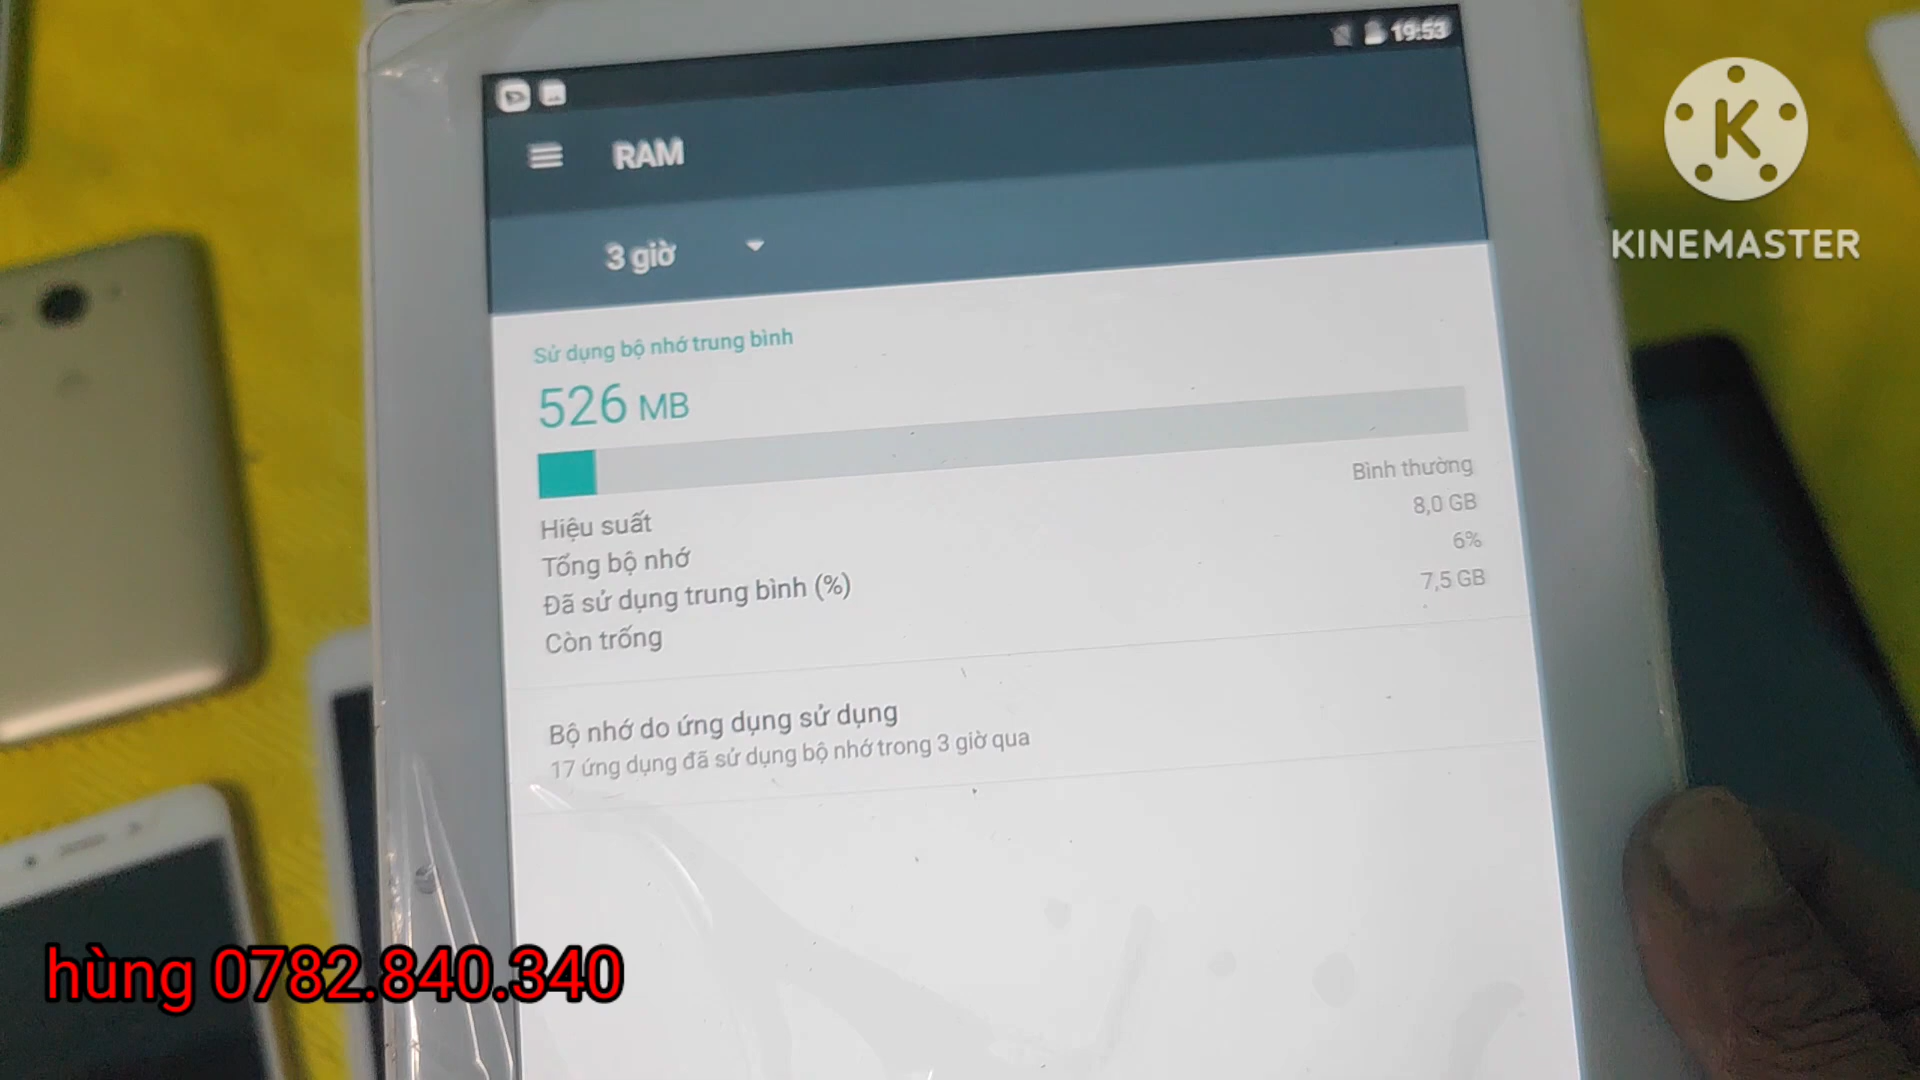 19:53
RAM
3 giờ
Sử dụng bộ nhớ trung bình
526 MB
Hiệu suất Bình thường
Tổng bộ nhớ 8,0 GB
Đã sử dụng trung bình (%) 6%
Còn trống 7,5 GB
Bộ nhớ do ứng dụng sử dụng
17 ứng dụng đã sử dụng bộ nhớ trong 3 giờ qua
K
KINEMASTER
hùng 0782.840.340